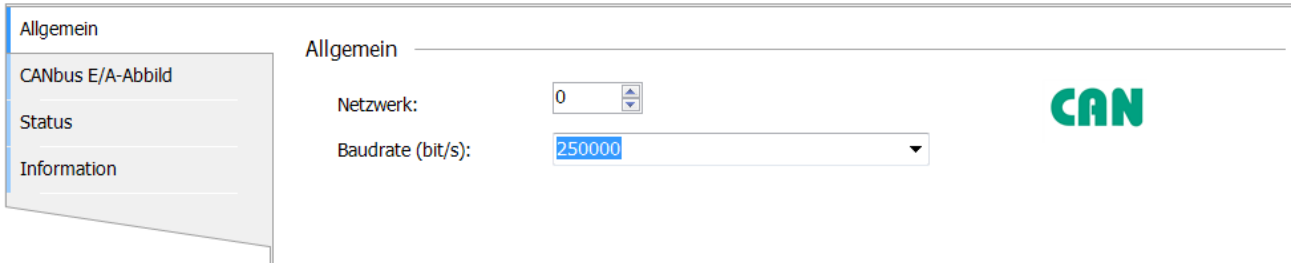 Allgemein
CANbus E/A-Abbild
Status
Information
Allgemein
Netzwerk:
0
Baudrate (bit/s):
250000
CAN